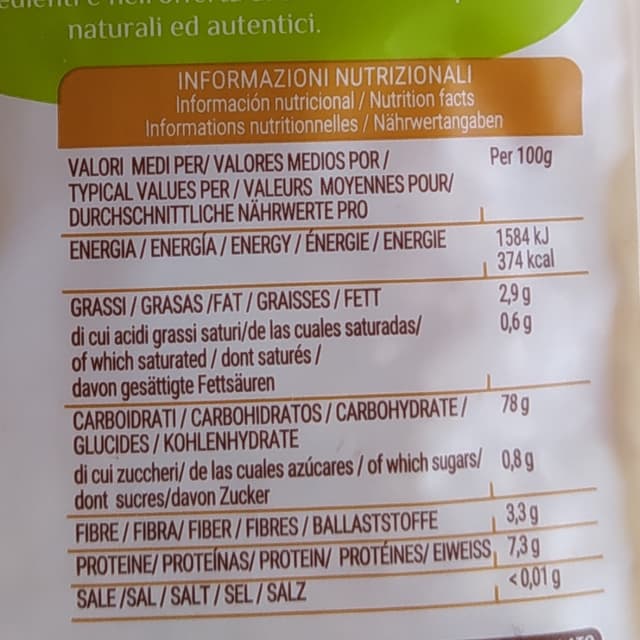 naturali ed autentici.
INFORMAZIONI NUTRIZIONALI
Información nutricional / Nutrition facts
Informations nutritionnelles / Nährwertangaben
VALORI MEDI PER/ VALORES MEDIOS POR / Per 100g
TYPICAL VALUES PER / VALEURS MOYENNES POUR/
DURCHSCHNITTLICHE NÄHRWERTE PRO
ENERGIA / ENERGÍA / ENERGY / ÉNERGIE / ENERGIE 1584 kJ
374 kcal
GRASSI / GRASAS /FAT / GRAISSES / FETT 2,9 g
di cui acidi grassi saturi/de las cuales saturadas/ 0,6 g
of which saturated / dont saturés /
davon gesättigte Fettsäuren
CARBOIDRATI / CARBOHIDRATOS / CARBOHYDRATE / 78 g
GLUCIDES / KOHLENHYDRATE
di cui zuccheri/ de las cuales azúcares / of which sugars/ 0,8 g
dont sucres/davon Zucker
FIBRE / FIBRA/ FIBER / FIBRES / BALLASTSTOFFE 3,3 g
PROTEINE/ PROTEÍNAS/ PROTEIN/ PROTÉINES/ EIWEISS 7,3 g
SALE /SAL / SALT / SEL / SALZ <0,01 g